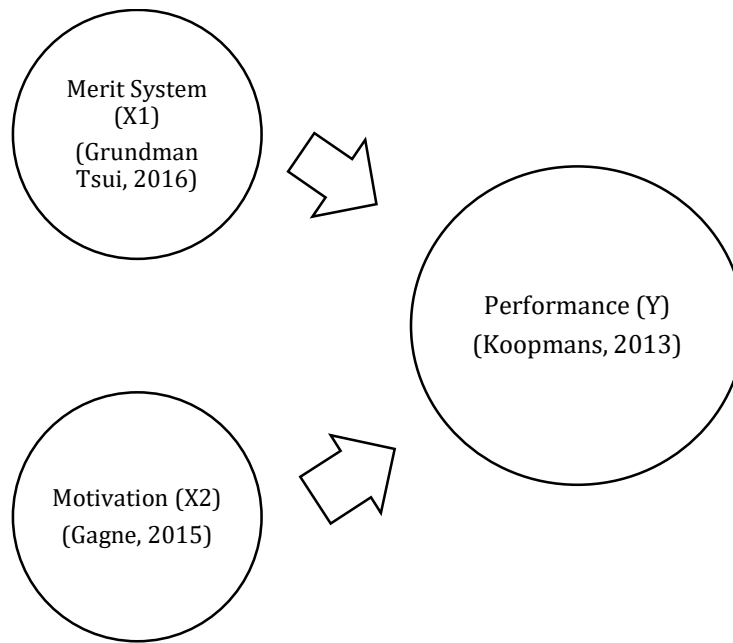 Merit System
(X1)
(Grundman
Tsui, 2016)
Performance (Y)
(Koopmans, 2013)
Motivation (X2)
(Gagne, 2015)